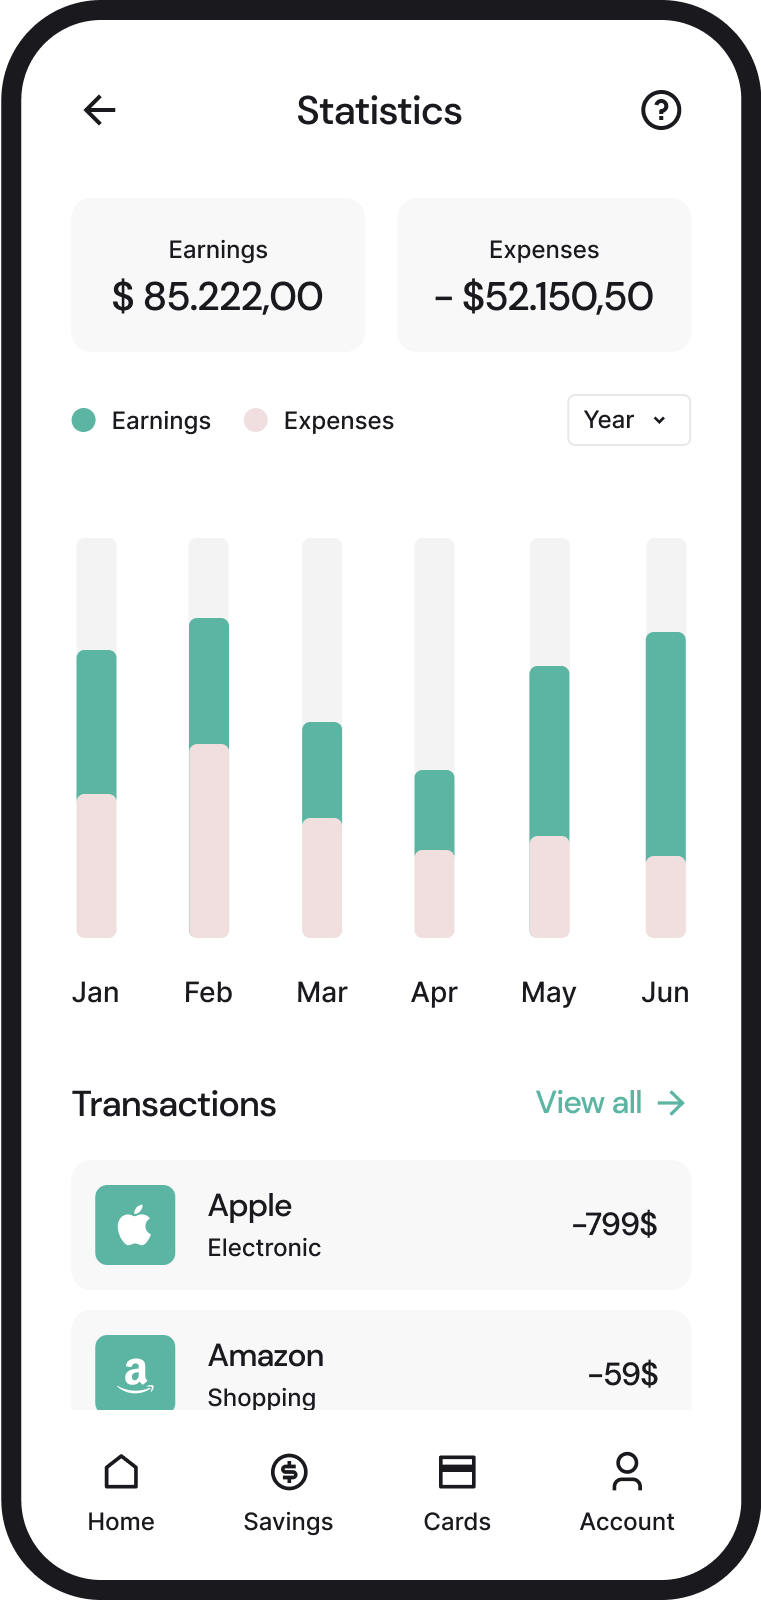 Statistics
Earnings
$ 85.222,00
Expenses
- $52.150,50
Earnings
Expenses
Year
Jan Feb Mar Apr May Jun
Transactions
View all →
Apple
Electronic
-799$
Amazon
Shopping
-59$
Home Savings Cards Account